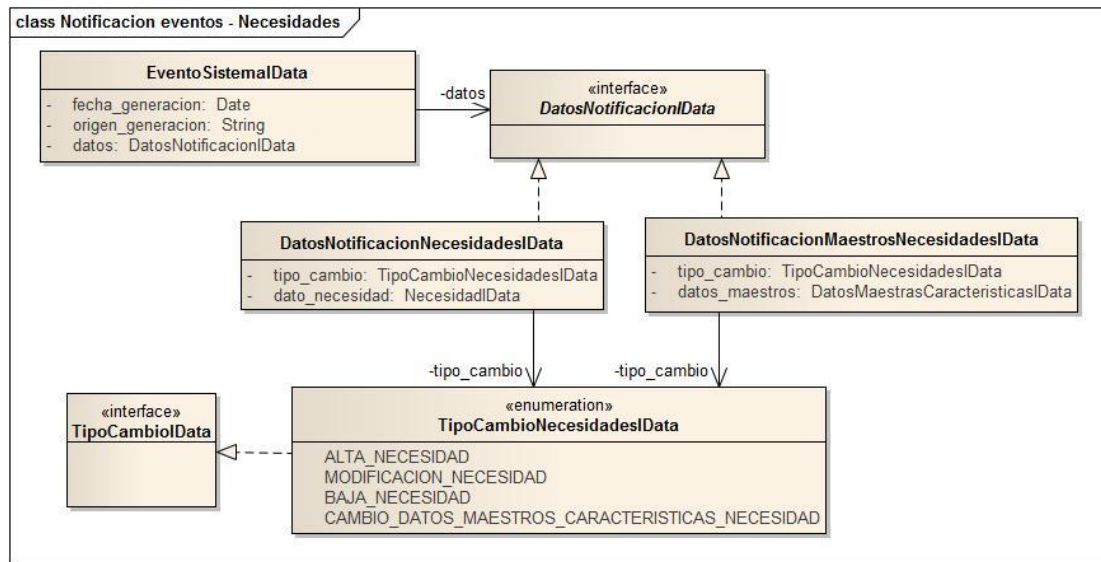 class Notificacion eventos - Necesidades
EventoSistemaIData
- fecha_generacion: Date
- origen_generacion: String
- datos: DatosNotificacionIData
-datos
«interface»
DatosNotificacionIData
DatosNotificacionNecesidadesIData
- tipo_cambio: TipoCambioNecesidadesIData
- dato_necesidad: NecesidadIData
DatosNotificacionMaestrosNecesidadesIData
- tipo_cambio: TipoCambioNecesidadesIData
- datos_maestros: DatosMaestrasCaracteristicasIData
-tipo_cambio
-tipo_cambio
«interface»
TipoCambioIData
«enumeration»
TipoCambioNecesidadesIData
ALTA_NECESIDAD
MODIFICACION_NECESIDAD
BAJA_NECESIDAD
CAMBIO_DATOS_MAESTROS_CARACTERISTICAS_NECESIDAD